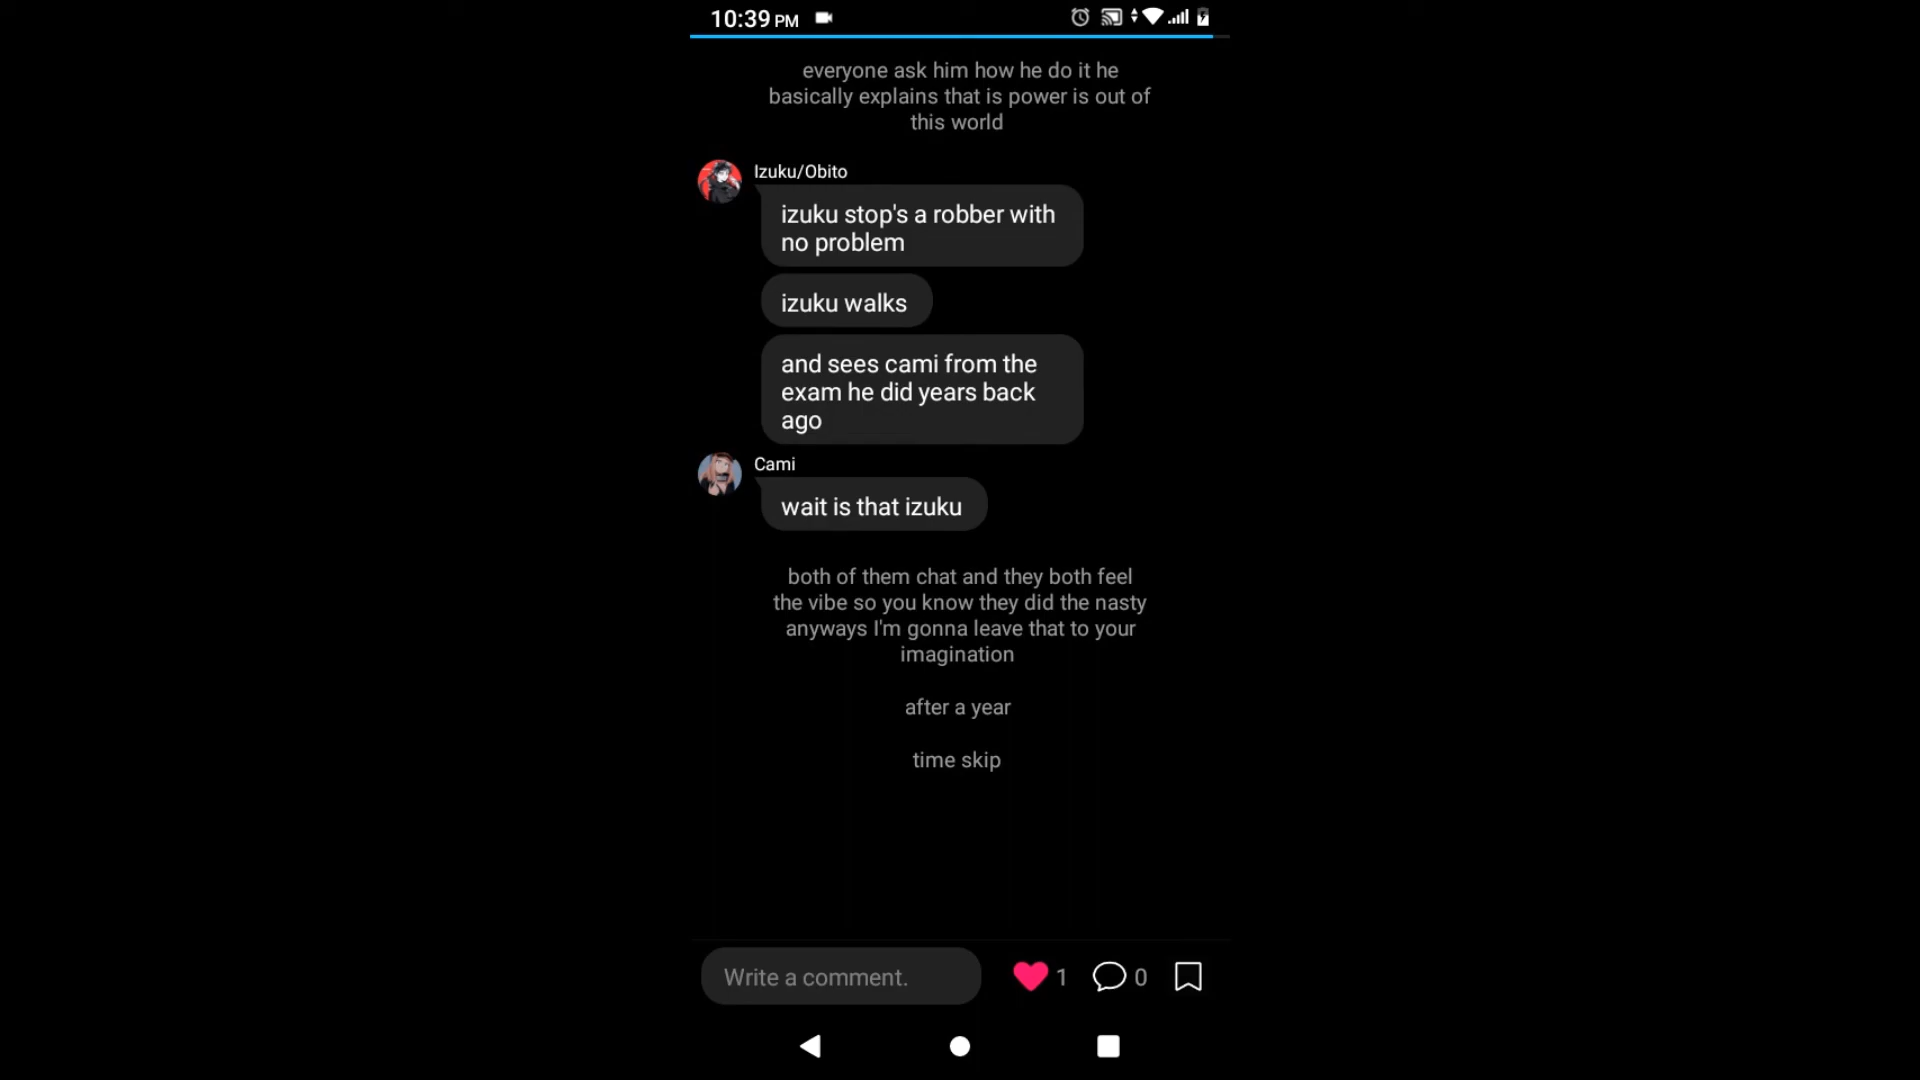 10:39 PM
everyone ask him how he do it he
basically explains that is power is out of
this world
Izuku/Obito
izuku stop's a robber with
no problem
izuku walks
and sees cami from the
exam he did years back
ago
Cami
wait is that izuku
both of them chat and they both feel
the vibe so you know they did the nasty
anyways I'm gonna leave that to your
imagination
after a year
time skip
Write a comment.
1
0